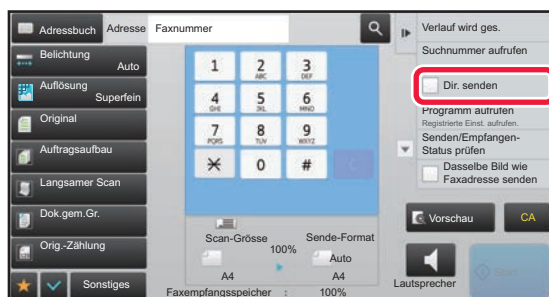 Adressbuch
Adresse
Faxnummer
Belichtung
Auto
Auflösung
Superfein
Original
Auftragsaufbau
Langsamer Scan
Dok.gem.Gr.
Orig.-Zählung
Sonstiges
1
2
ABC
3
DEF
4
GHI
5
JKL
6
MNO
7
PQRS
8
TUV
9
WXYZ
0
#
Scan-Grösse
100%
Sende-Format
Auto
A4
A4
Faxempfangsspeicher : 100%
Verlauf wird ges.
Suchnummer aufrufen
Dir. senden
Programm aufrufen
Registrierte Einst. aufrufen.
Senden/Empfangen-
Status prüfen
Dasselbe Bild wie
Faxadresse senden
Vorschau
CA
Lautsprecher
Start